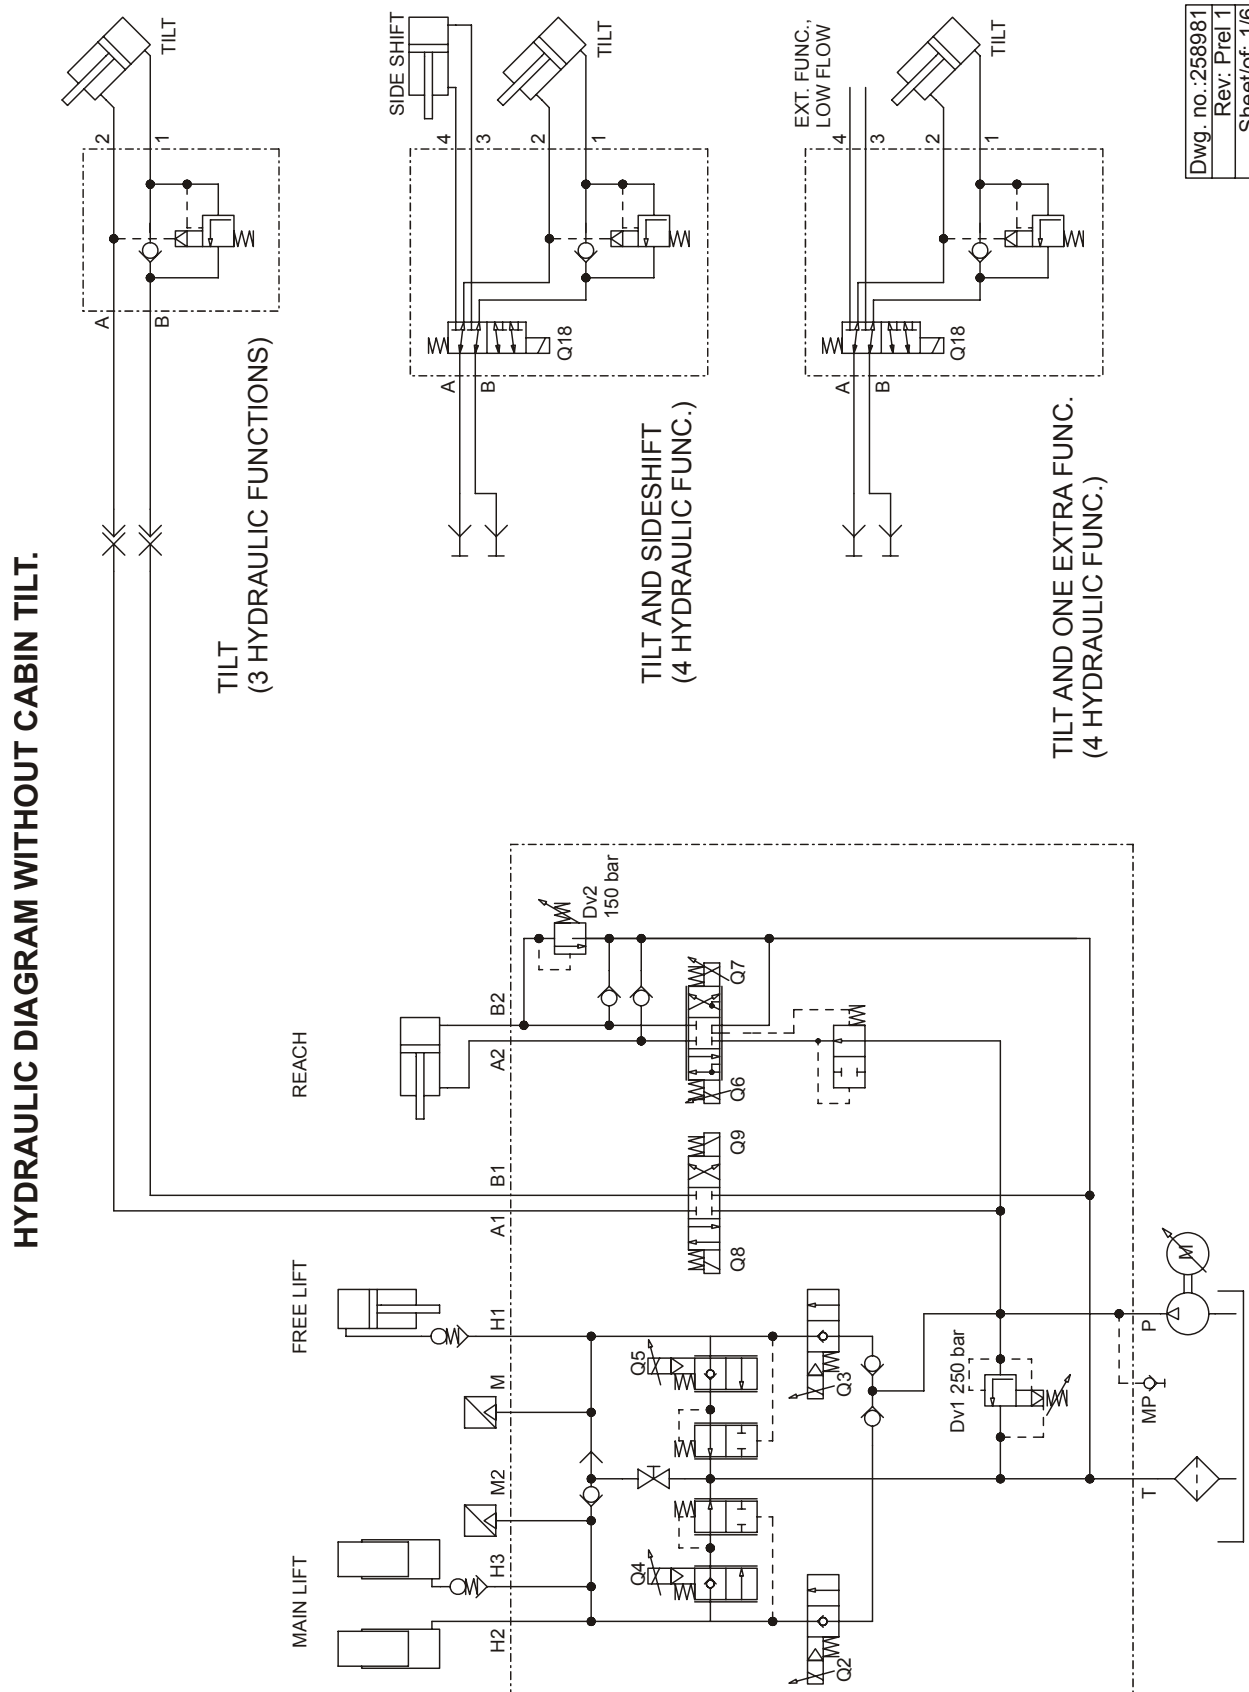 HYDRAULIC DIAGRAM WITHOUT CABIN TILT.
TILT
2
1
A
B
TILT
(3 HYDRAULIC FUNCTIONS)
SIDE SHIFT
TILT
4
3
2
1
A
B
Q18
TILT AND SIDESHIFT
(4 HYDRAULIC FUNC.)
EXT. FUNC.,
LOW FLOW
TILT
4
3
2
1
A
B
Q18
TILT AND ONE EXTRA FUNC.
(4 HYDRAULIC FUNC.)
Dwg. no.:258981
Rev: Prel 1
Sheet/of: 1/6
MAIN LIFT
FREE LIFT
REACH
H2
H3
M2
M
H1
A1
B1
A2
B2
Dv2
150 bar
Q4
Q5
Q8
Q9
Q6
Q7
Q2
Q3
Dv1 250 bar
T
MP
P
M